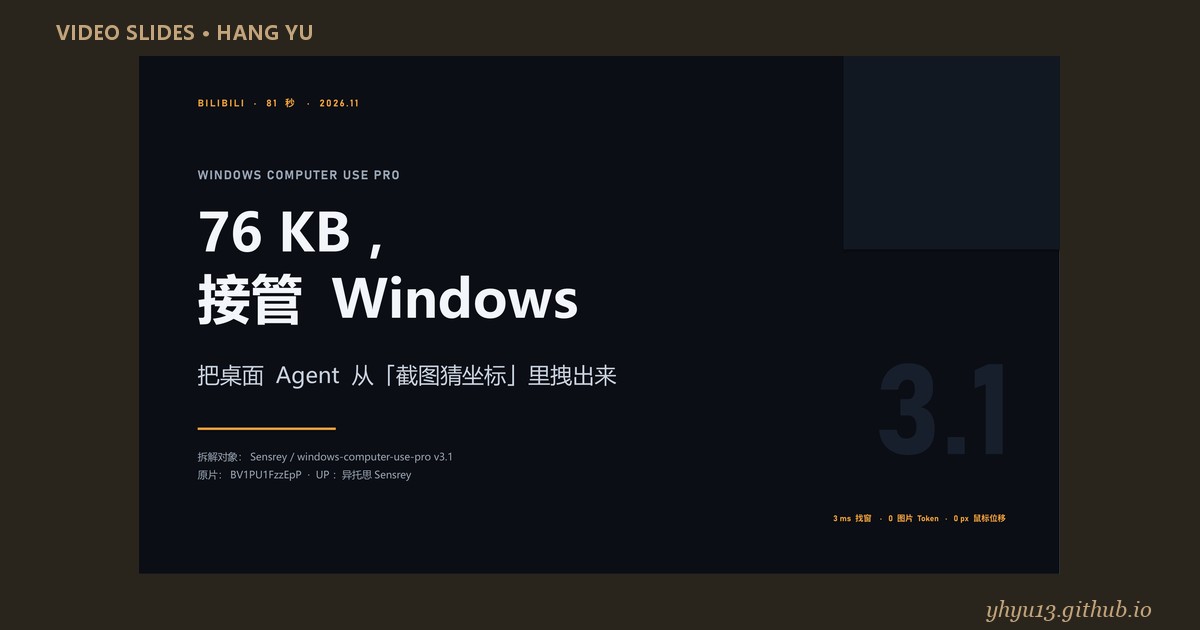 VIDEO SLIDES • HANG YU
BILIBILI · 81 秒 · 2026.11
WINDOWS COMPUTER USE PRO
76 KB，
接管 Windows
把桌面 Agent 从「截图猜坐标」里拽出来
3.1
拆解对象： Sensrey / windows-computer-use-pro v3.1
原片： BV1PU1FzzEpP · UP： 异托思 Sensrey
3 ms 找窗 · 0 图片 Token · 0 px 鼠标位移
yhyu13.github.io